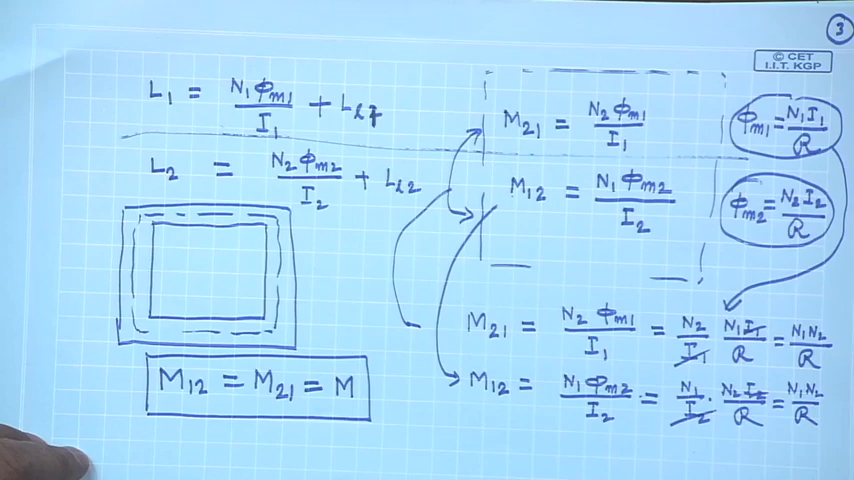 3
© CET
I.I.T. KGP
L₁ = N₁ϕm1/I₁ + Lℓ1
M₂₁ = N₂ϕm1/I₁
ϕm1 = N₁I₁/R
L₂ = N₂ϕm2/I₂ + Lℓ2
M₁₂ = N₁ϕm2/I₂
ϕm2 = N₂I₂/R
M₂₁ = N₂ϕm1/I₁ = N₂/I₁ N₁I₁/R = N₁N₂/R
M₁₂ = N₁ϕm2/I₂ = N₁/I₂ · N₂I₂/R = N₁N₂/R
M₁₂ = M₂₁ = M